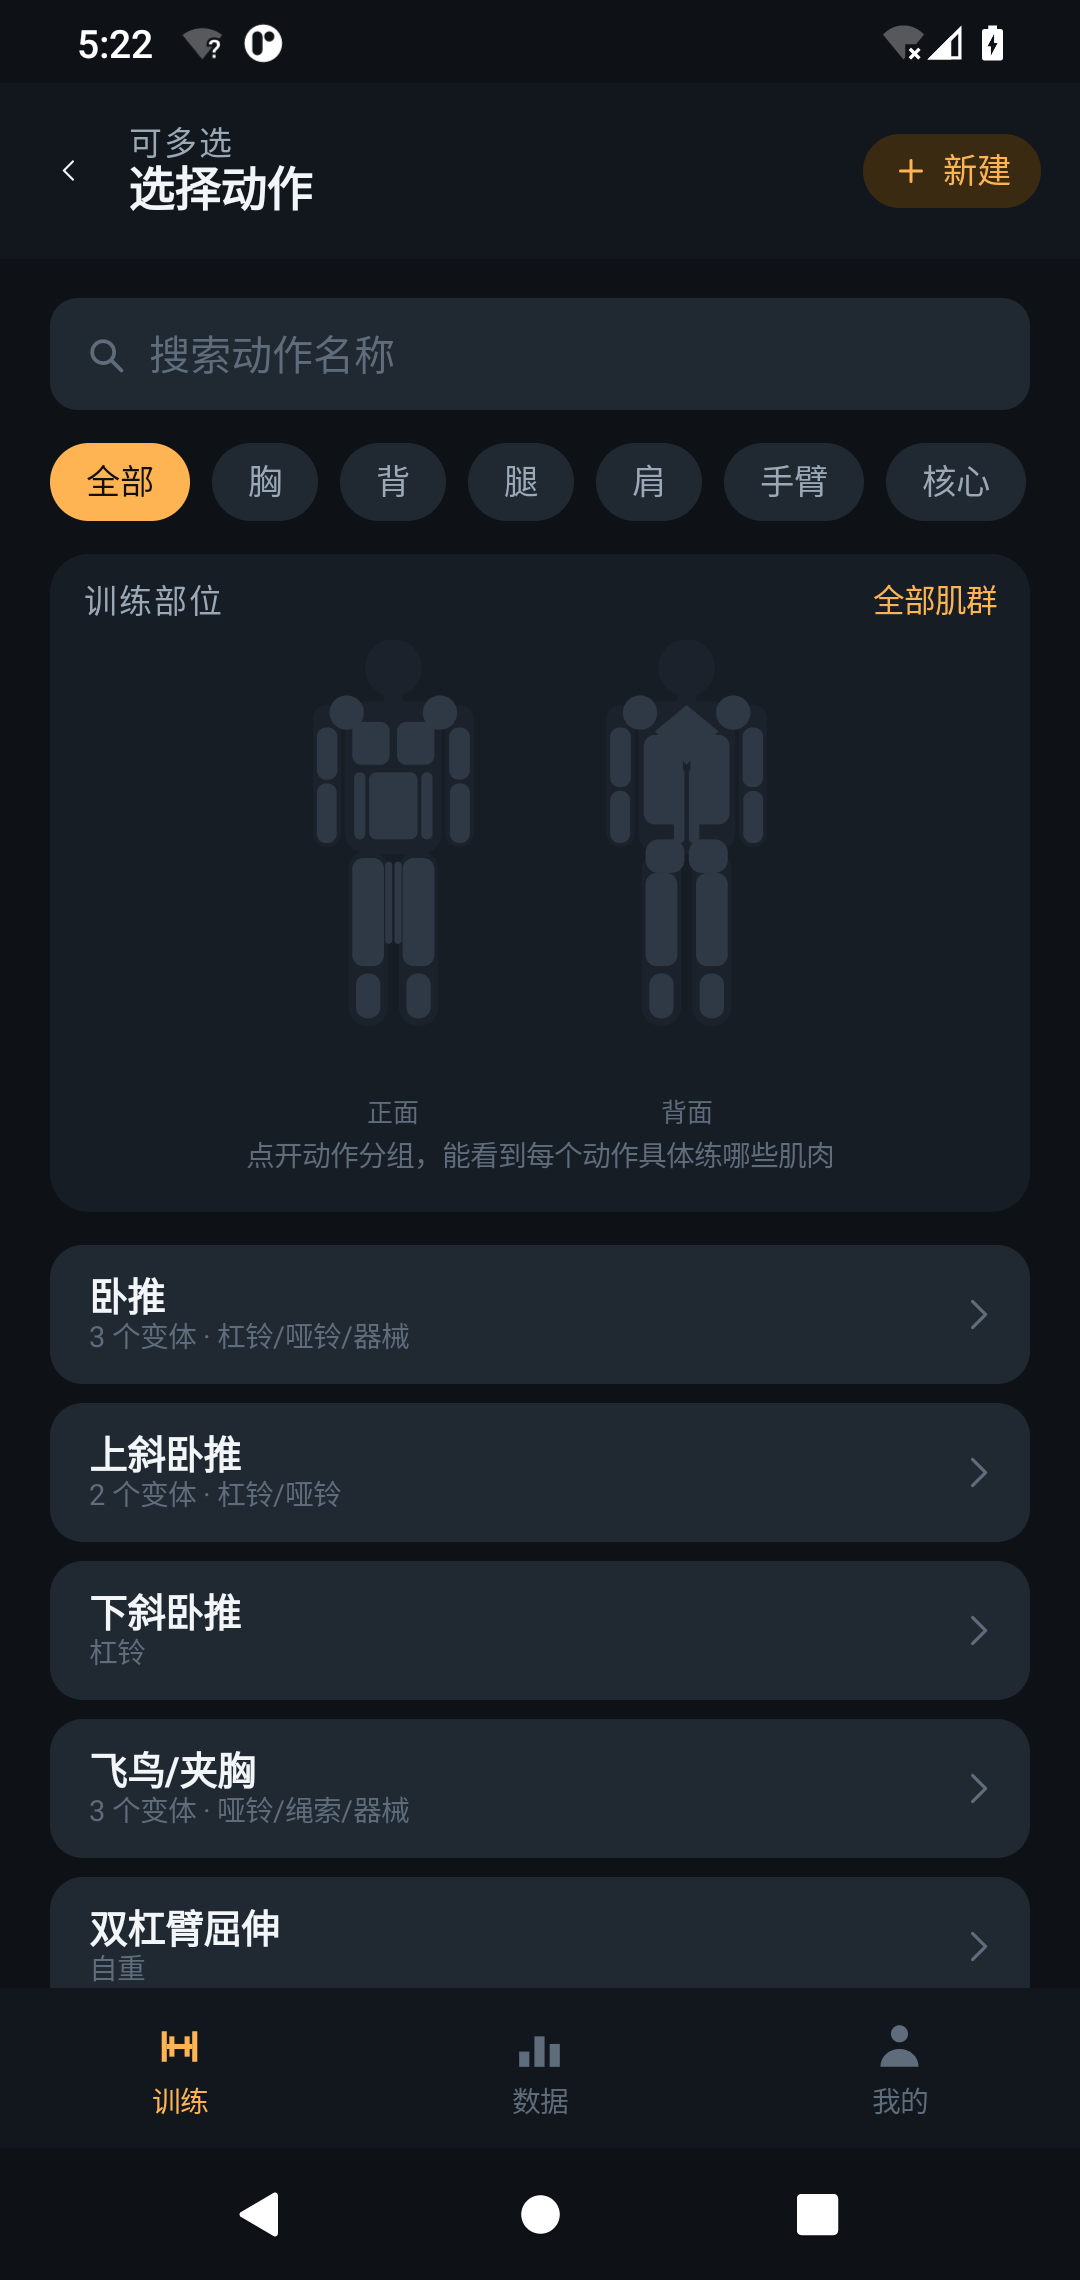 5:22
可多选
选择动作
新建
搜索动作名称
全部 胸 背 腿 肩 手臂 核心
训练部位 全部肌群
正面 背面
点开动作分组，能看到每个动作具体练哪些肌肉
卧推
3 个变体 · 杠铃/哑铃/器械
上斜卧推
2 个变体 · 杠铃/哑铃
下斜卧推
杠铃
飞鸟/夹胸
3 个变体 · 哑铃/绳索/器械
双杠臂屈伸
自重
训练 数据 我的